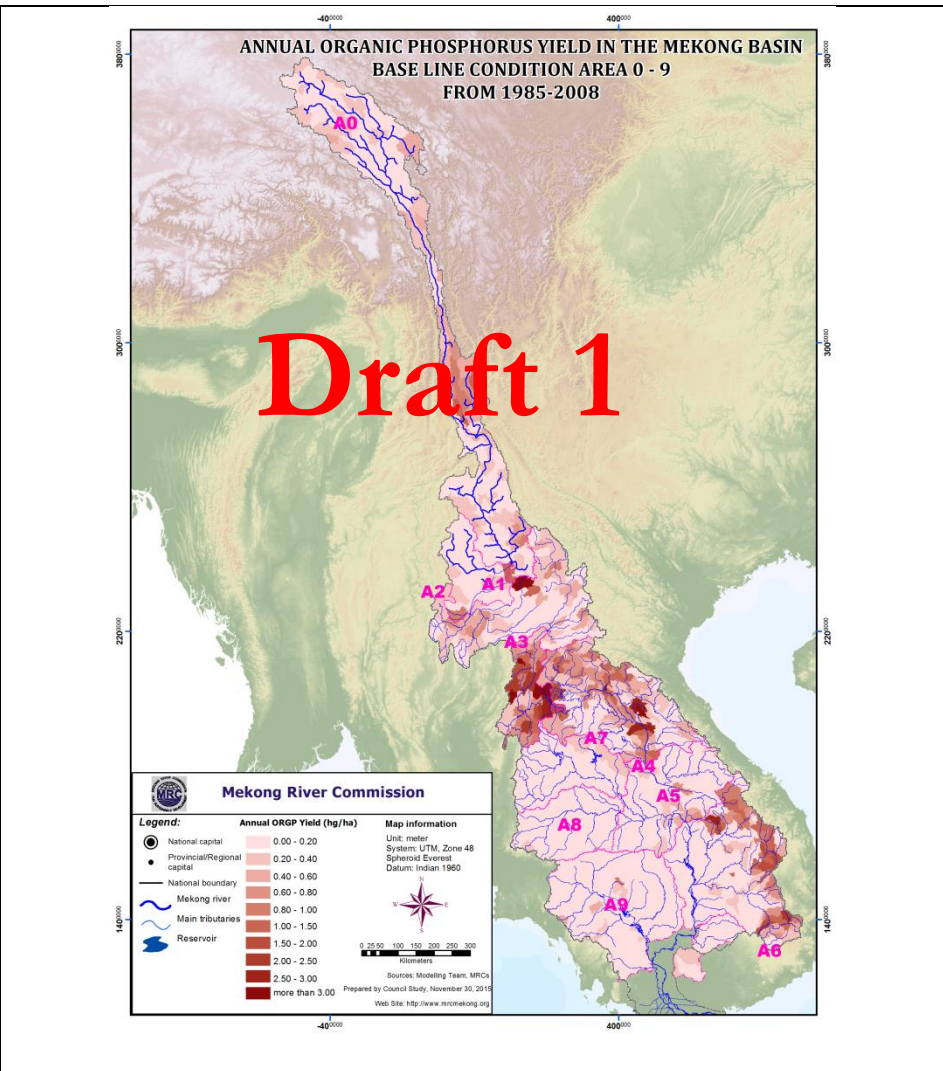 -40⁰⁰⁰⁰
400⁰⁰⁰⁰
380⁰⁰⁰⁰
380⁰⁰⁰⁰
ANNUAL ORGANIC PHOSPHORUS YIELD IN THE MEKONG BASIN
BASE LINE CONDITION AREA 0 - 9
FROM 1985-2008
A0
300⁰⁰⁰⁰
300⁰⁰⁰⁰
Draft 1
A1
A2
220⁰⁰⁰⁰
220⁰⁰⁰⁰
A3
A7
A4
A5
A8
A9
A6
140⁰⁰⁰⁰
140⁰⁰⁰⁰
MRC
Mekong River Commission
Legend:
National capital
Provincial/Regional
capital
National boundary
Mekong river
Main tributaries
Reservoir
Annual ORGP Yield (hg/ha)
0.00 - 0.20
0.20 - 0.40
0.40 - 0.60
0.60 - 0.80
0.80 - 1.00
1.00 - 1.50
1.50 - 2.00
2.00 - 2.50
2.50 - 3.00
more than 3.00
Map information
Unit: meter
System: UTM, Zone 48
Spheroid Everest
Datum: Indian 1960
N
W
E
S
0 25 50 100 150 200 250 300
Kilometers
Sources: Modelling Team, MRCs
Prepared by Council Study, November 30, 2015
Web Site: http://www.mrcmekong.org
-40⁰⁰⁰⁰
400⁰⁰⁰⁰